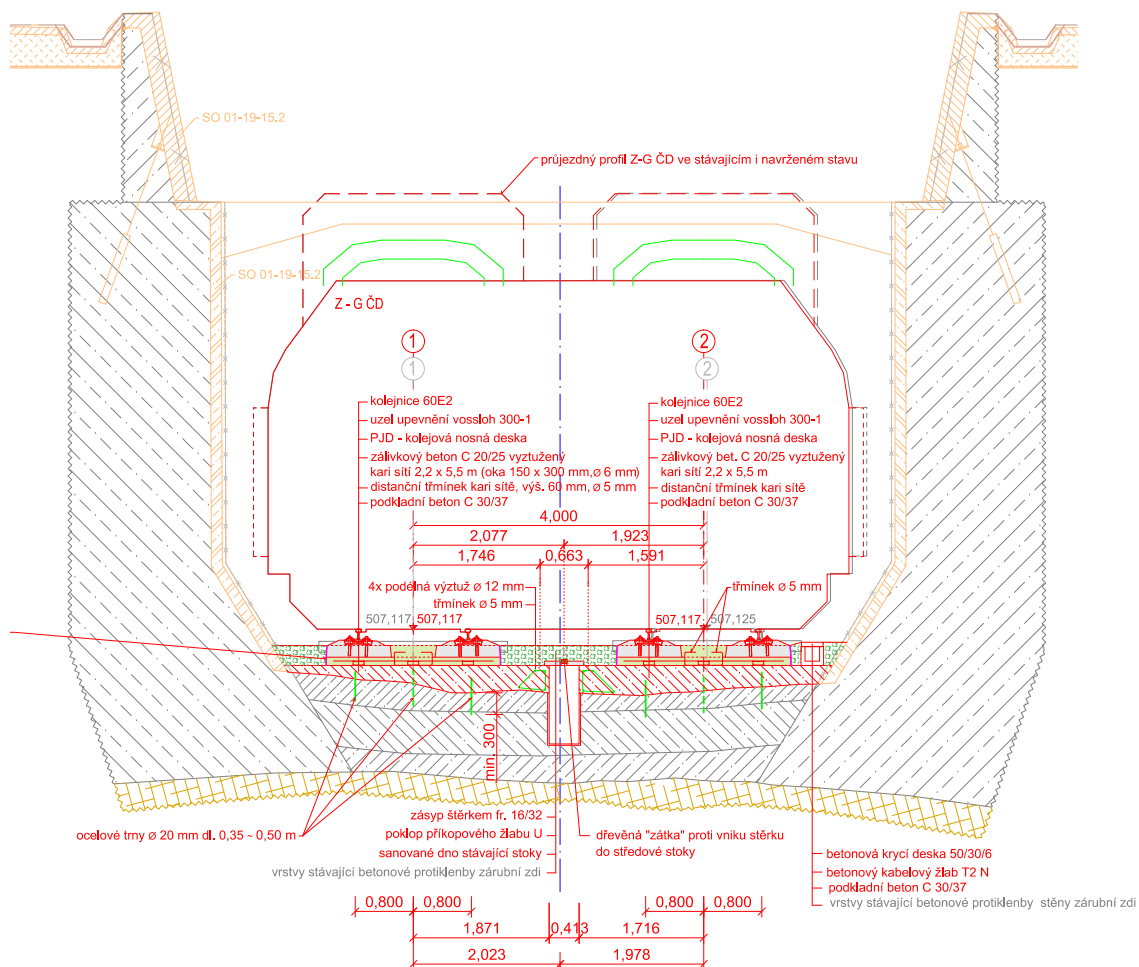 SO 01-19-15.2
průjezdný profil Z-G ČD ve stávajícím i navrženém stavu
SO 01-19-15.2
Z - G ČD
1
2
1
2
kolejnice 60E2
uzel upevnění vossloh 300-1
PJD - kolejová nosná deska
zálivkový beton C 20/25 vyztužený
kari sítí 2,2 x 5,5 m (oka 150 x 300 mm,ø 6 mm)
distanční třmínek kari sítě, výš. 60 mm, ø 5 mm
podkladní beton C 30/37
kolejnice 60E2
uzel upevnění vossloh 300-1
PJD - kolejová nosná deska
zálivkový bet. C 20/25 vyztužený
kari sítí 2,2 x 5,5 m
distanční třmínek kari sítě
podkladní beton C 30/37
4,000
2,077
1,923
1,746
0,663
1,591
4x podélná výztuž ø 12 mm
třmínek ø 5 mm
třmínek ø 5 mm
507,117
507,117
507,117
507,125
min. 300
ocelové trny ø 20 mm dl. 0,35 ~ 0,50 m
zásyp štěrkem fr. 16/32
poklop příkopového žlabu U
sanované dno stávající stoky
vrstvy stávající betonové protiklenby zárubní zdi
dřevěná "zátka" proti vniku stěrku
do středové stoky
betonová krycí deska 50/30/6
betonový kabelový žlab T2 N
podkladní beton C 30/37
vrstvy stávající betonové protiklenby stěny zárubní zdi
0,800
0,800
0,800
0,800
1,871
0,413
1,716
2,023
1,978